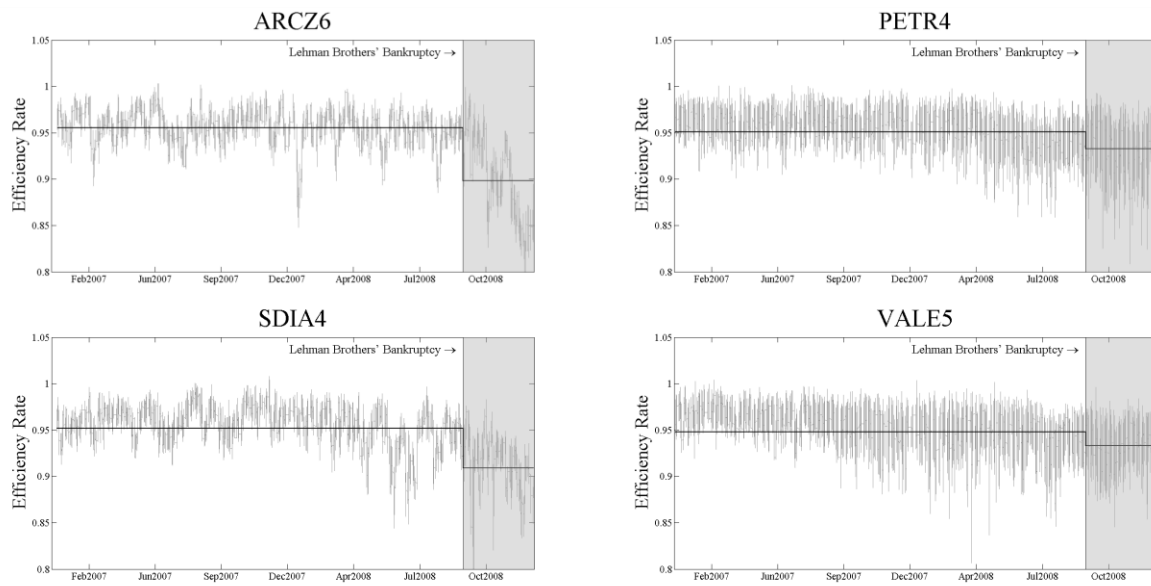 ARCZ6
Lehman Brothers' Bankruptcy →
Efficiency Rate
1.05
1
0.95
0.9
0.85
0.8
Feb2007 Jun2007 Sep2007 Dec2007 Apr2008 Jul2008 Oct2008
PETR4
Lehman Brothers' Bankruptcy →
Efficiency Rate
1.05
1
0.95
0.9
0.85
0.8
Feb2007 Jun2007 Sep2007 Dec2007 Apr2008 Jul2008 Oct2008
SDIA4
Lehman Brothers' Bankruptcy →
Efficiency Rate
1.05
1
0.95
0.9
0.85
0.8
Feb2007 Jun2007 Sep2007 Dec2007 Apr2008 Jul2008 Oct2008
VALE5
Lehman Brothers' Bankruptcy →
Efficiency Rate
1.05
1
0.95
0.9
0.85
0.8
Feb2007 Jun2007 Sep2007 Dec2007 Apr2008 Jul2008 Oct2008